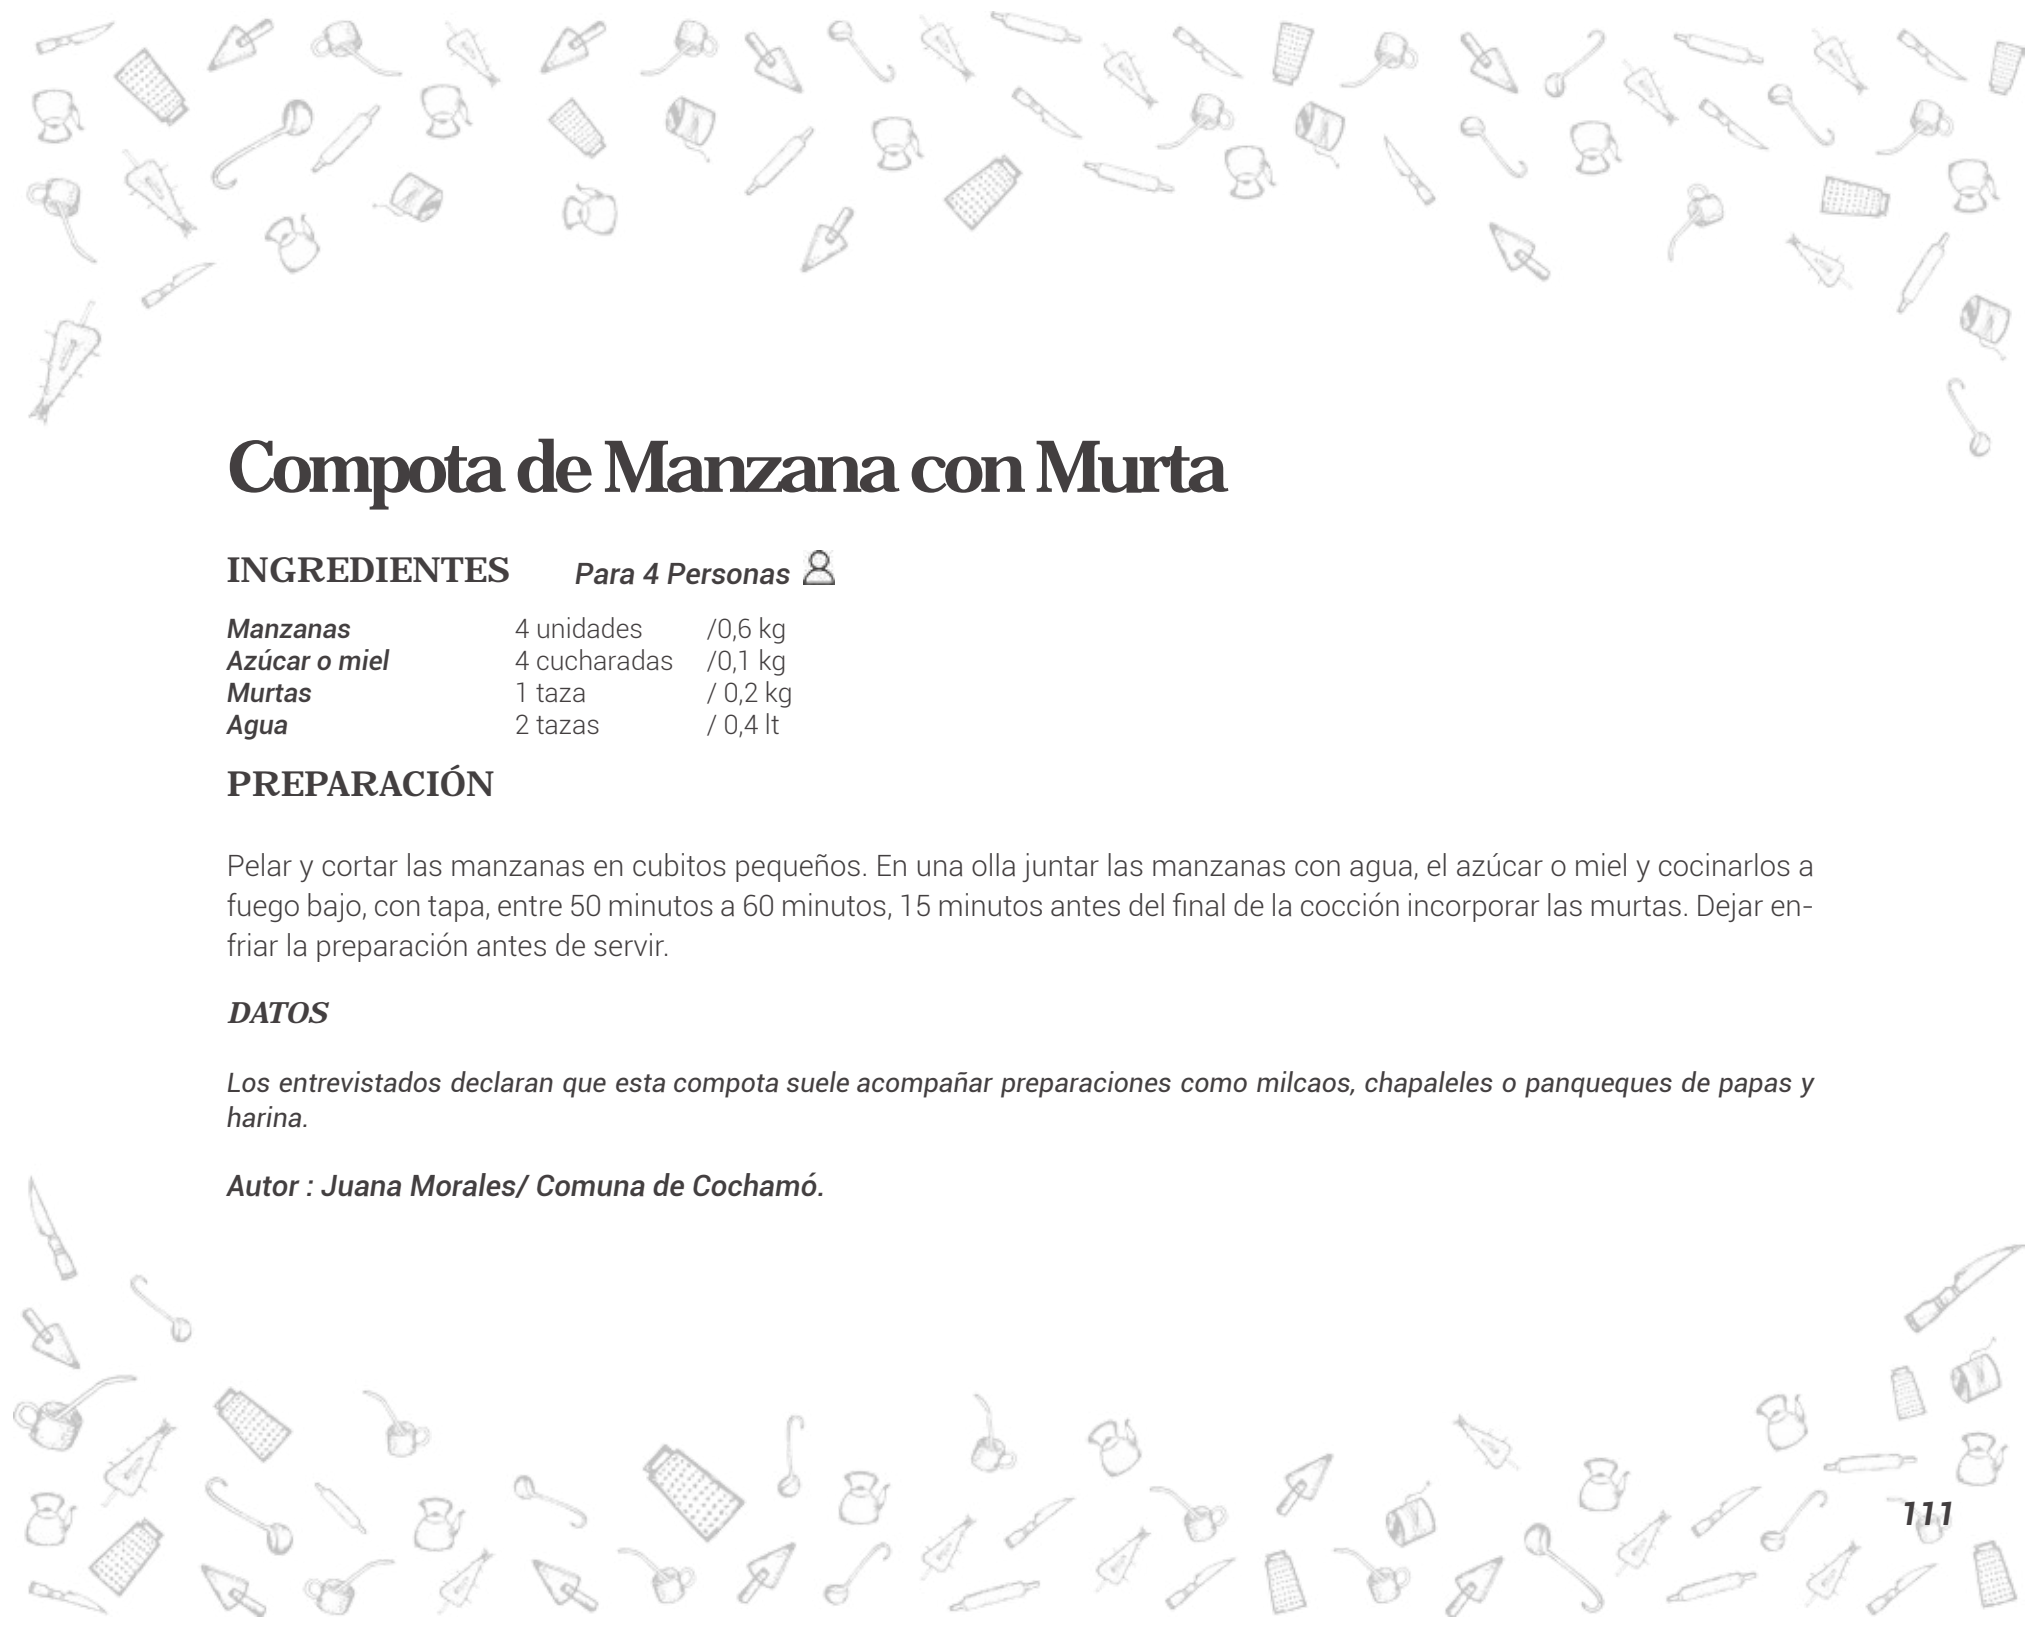 Compota de Manzana con Murta
INGREDIENTES Para 4 Personas
Manzanas 4 unidades /0,6 kg
Azúcar o miel 4 cucharadas /0,1 kg
Murtas 1 taza / 0,2 kg
Agua 2 tazas / 0,4 lt
PREPARACIÓN
Pelar y cortar las manzanas en cubitos pequeños. En una olla juntar las manzanas con agua, el azúcar o miel y cocinarlos a
fuego bajo, con tapa, entre 50 minutos a 60 minutos, 15 minutos antes del final de la cocción incorporar las murtas. Dejar en-
friar la preparación antes de servir.
DATOS
Los entrevistados declaran que esta compota suele acompañar preparaciones como milcaos, chapaleles o panqueques de papas y
harina.
Autor : Juana Morales/ Comuna de Cochamó.
111